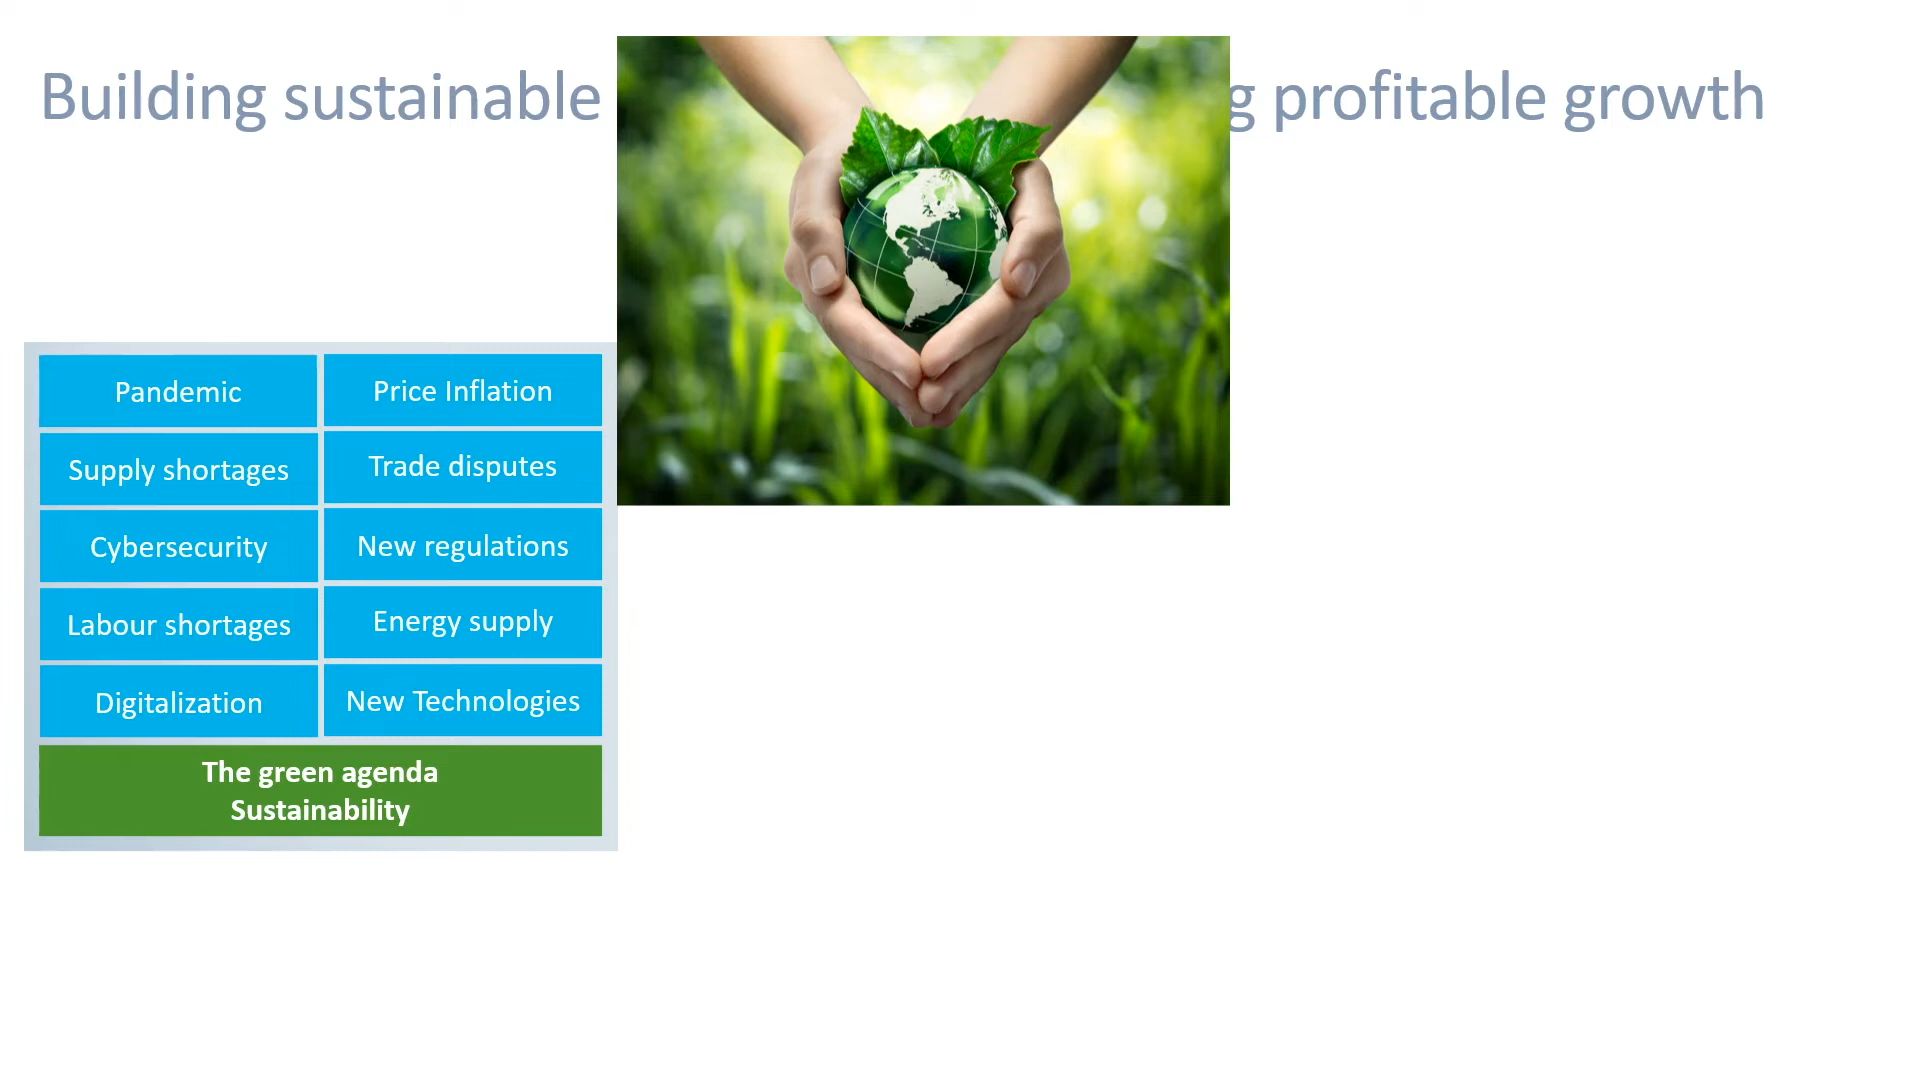 Building sustainable profitable growth
Pandemic
Price Inflation
Supply shortages
Trade disputes
Cybersecurity
New regulations
Labour shortages
Energy supply
Digitalization
New Technologies
The green agenda
Sustainability